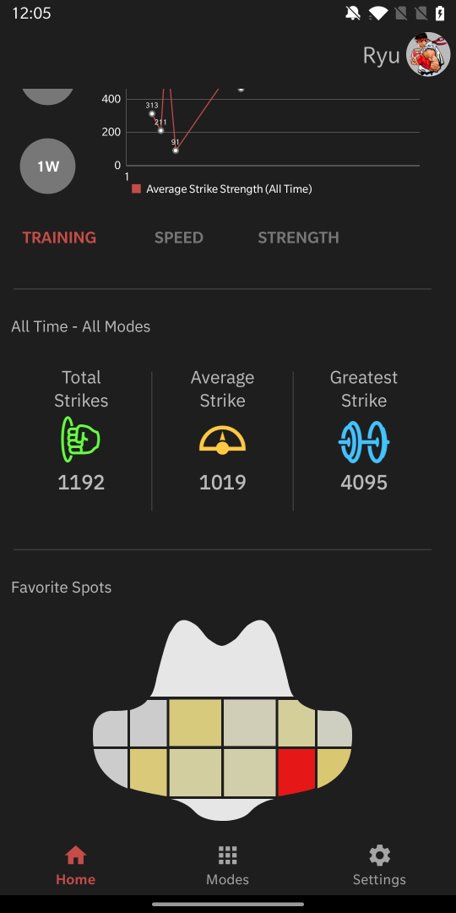 12:05
Ryu
400
313
211
200
91
1W
0
1
Average Strike Strength (All Time)
TRAINING SPEED STRENGTH
All Time - All Modes
Total Strikes
1192
Average Strike
1019
Greatest Strike
4095
Favorite Spots
Home Modes Settings